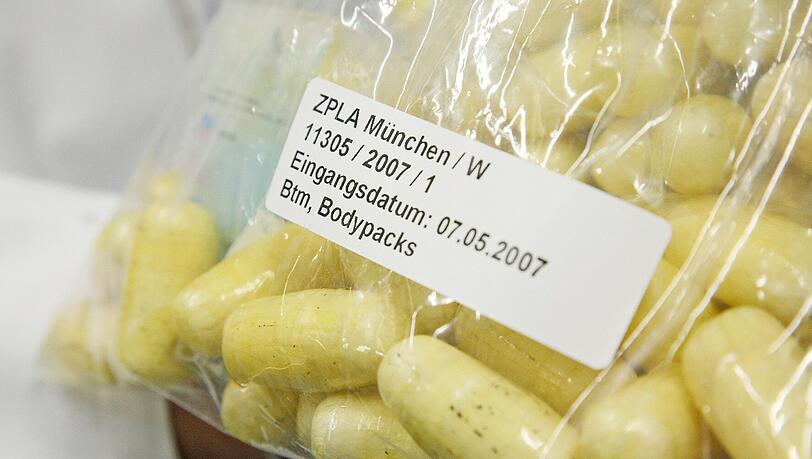 ZPLA München / W
11305 / 2007 / 1
Eingangsdatum: 07.05.2007
Btm, Bodypacks